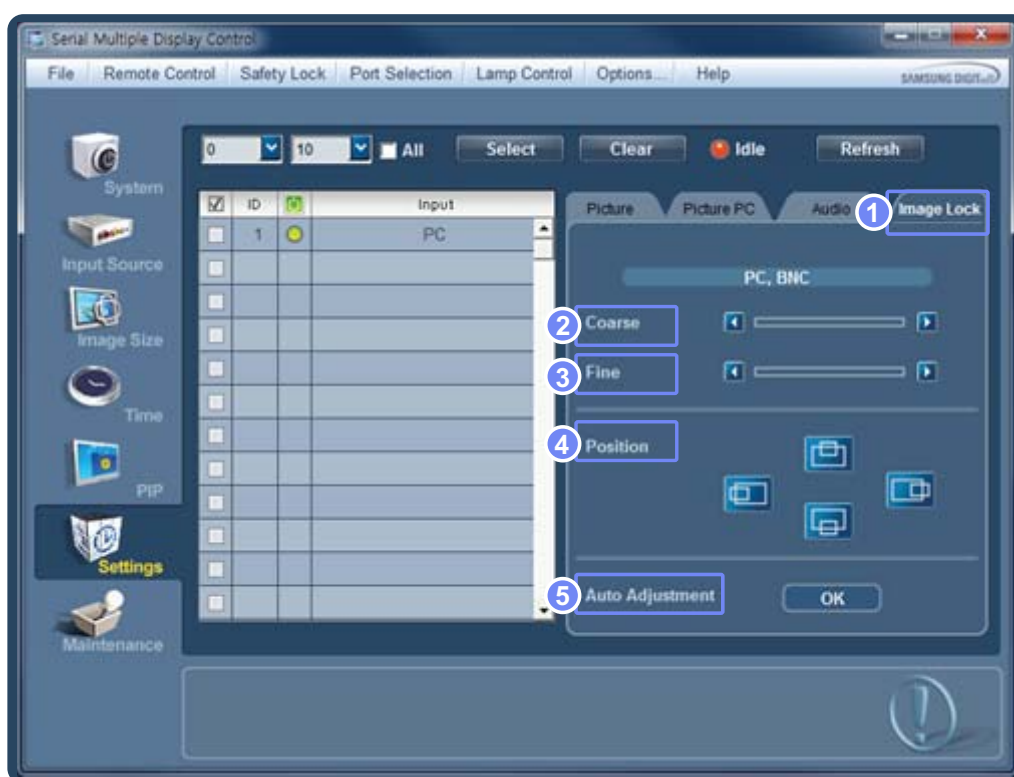 Serial Multiple Display Control
File Remote Control Safety Lock Port Selection Lamp Control Options... Help SAMSUNG DIGITall
0 10 All Select Clear Idle Refresh
System
ID Input
Picture Picture PC Audio 1 Image Lock
1 PC
Input Source
PC, BNC
2 Coarse
Image Size
3 Fine
Time
4 Position
PIP
Settings
5 Auto Adjustment OK
Maintenance